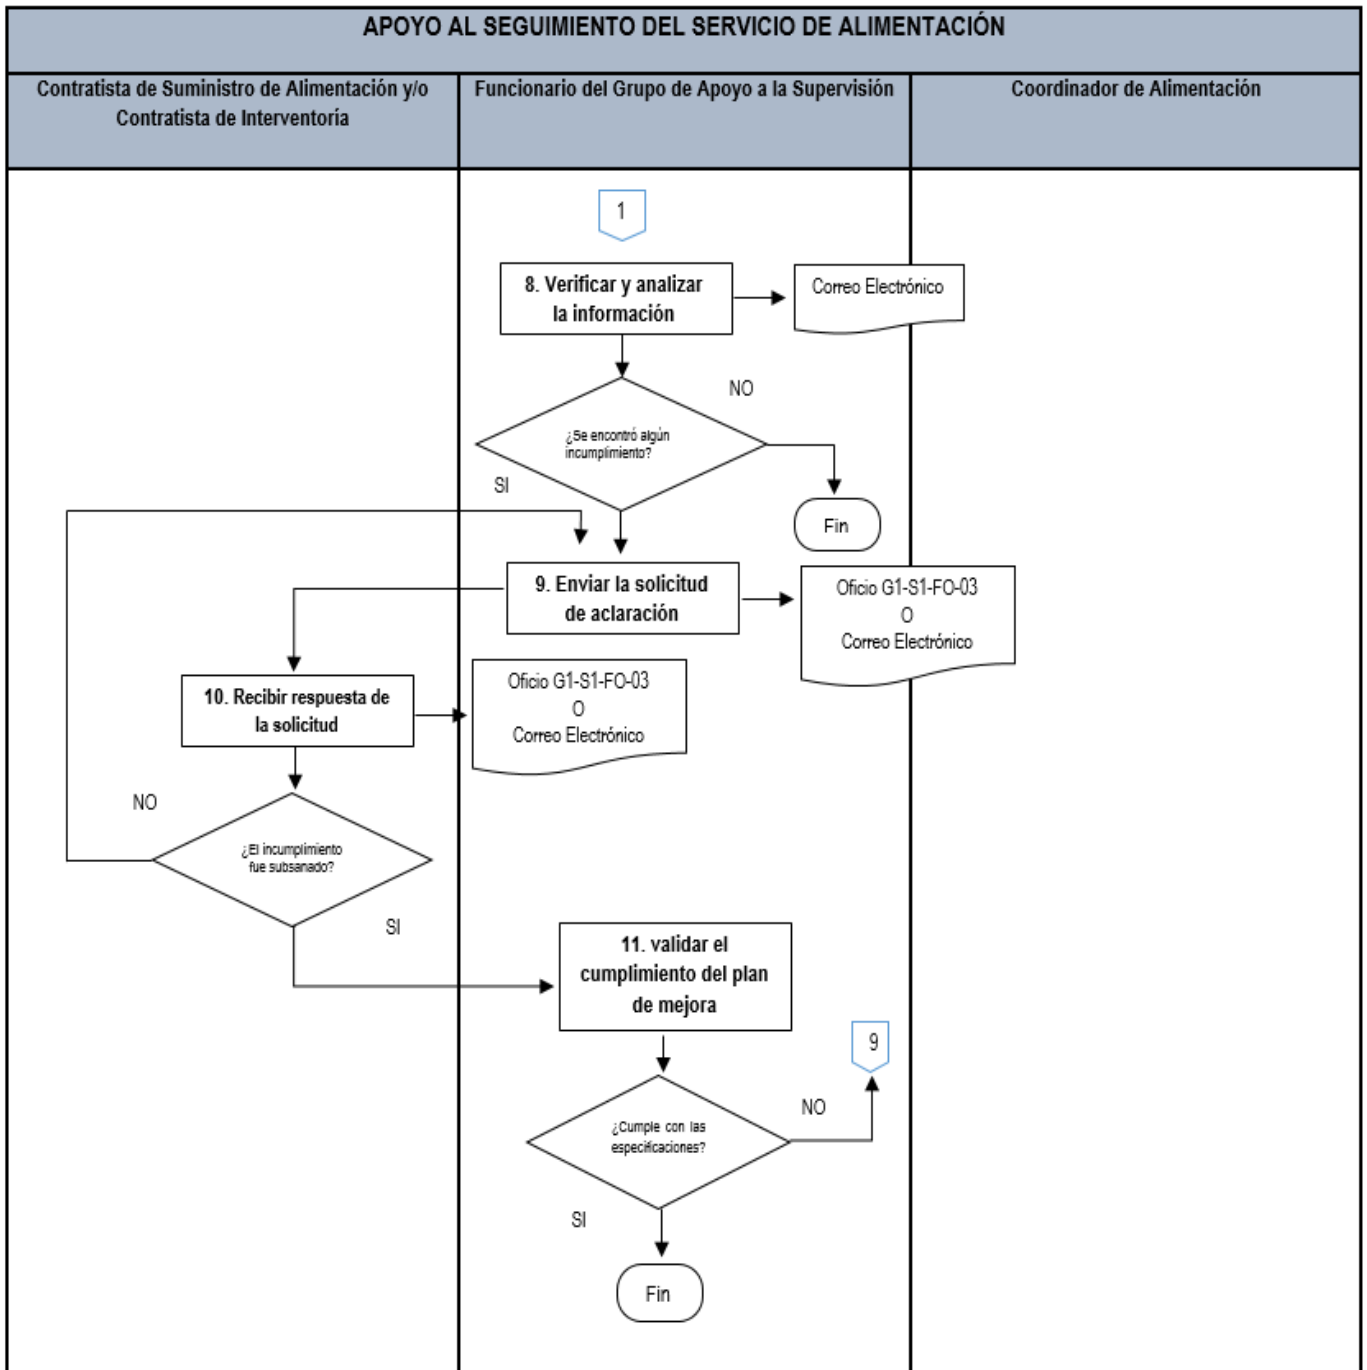 APOYO AL SEGUIMIENTO DEL SERVICIO DE ALIMENTACIÓN
Contratista de Suministro de Alimentación y/o
Contratista de Interventoría
Funcionario del Grupo de Apoyo a la Supervisión
Coordinador de Alimentación
1
8. Verificar y analizar
la información
Correo Electrónico
NO
¿Se encontró algún
incumplimiento?
SI
Fin
9. Enviar la solicitud
de aclaración
Oficio G1-S1-FO-03
O
Correo Electrónico
10. Recibir respuesta de
la solicitud
Oficio G1-S1-FO-03
O
Correo Electrónico
NO
¿El incumplimiento
fue subsanado?
SI
11. validar el
cumplimiento del plan
de mejora
9
NO
¿Cumple con las
especificaciones?
SI
Fin